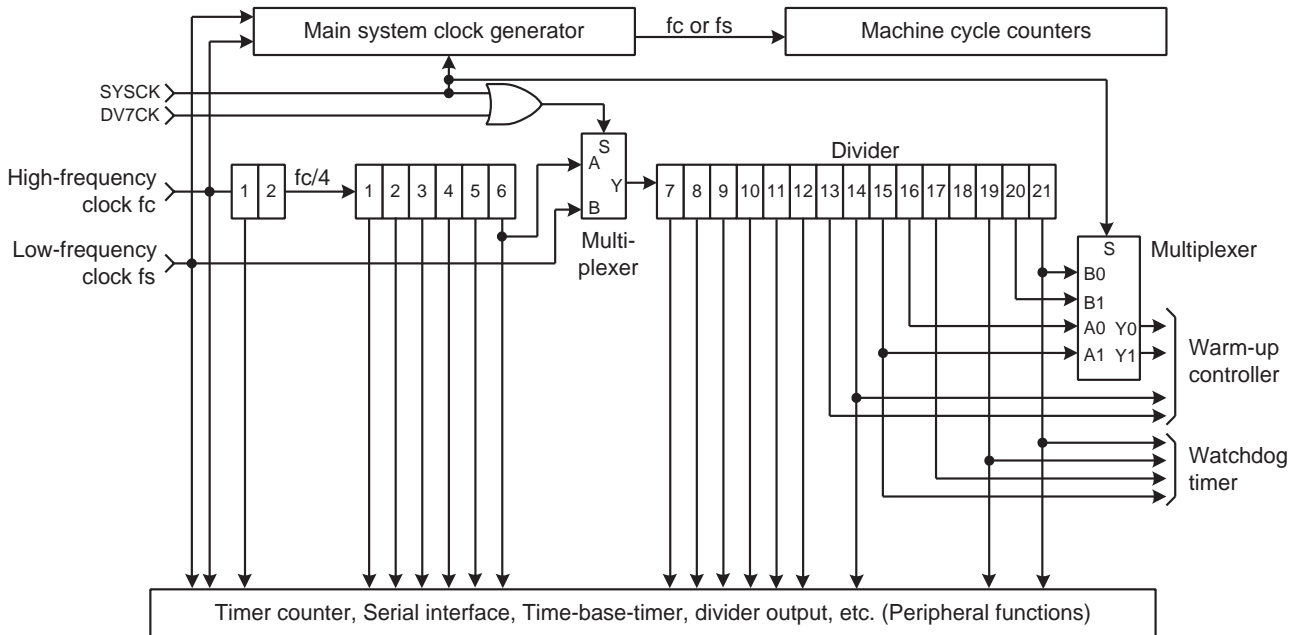 Main system clock generator
fc or fs
Machine cycle counters
SYSCK
DV7CK
High-frequency
clock fc
Low-frequency
clock fs
1 2
fc/4
1 2 3 4 5 6
S
A
B
Y
Multi-
plexer
Divider
7 8 9 10 11 12 13 14 15 16 17 18 19 20 21
S
B0
B1
A0 Y0
A1 Y1
Multiplexer
Warm-up
controller
Watchdog
timer
Timer counter, Serial interface, Time-base-timer, divider output, etc. (Peripheral functions)